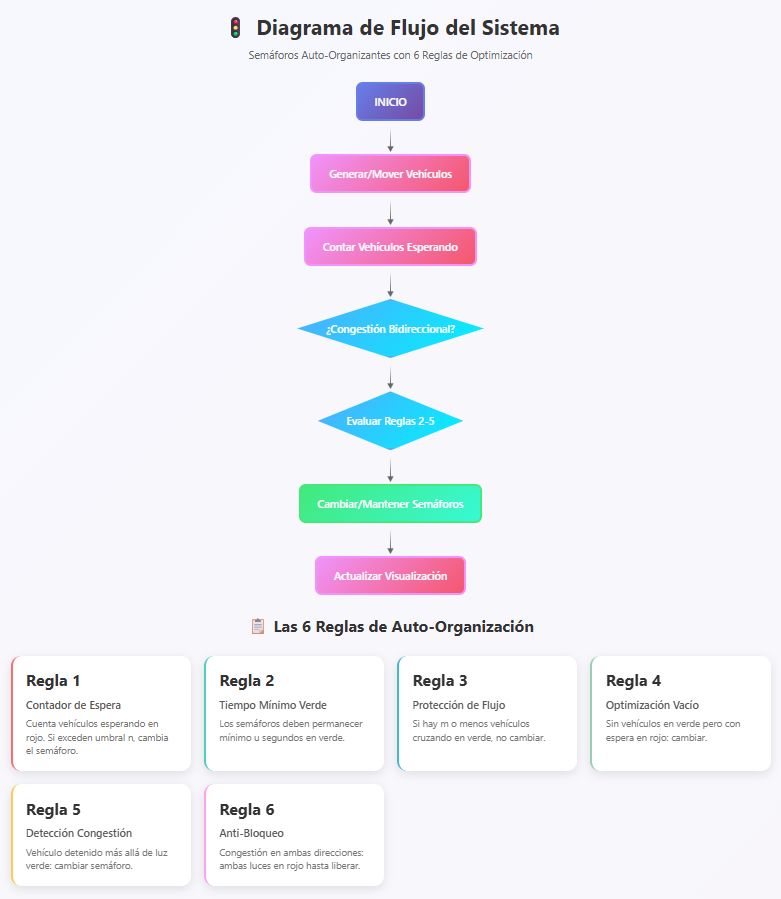 🚦 Diagrama de Flujo del Sistema
Semáforos Auto-Organizantes con 6 Reglas de Optimización
INICIO
Generar/Mover Vehículos
Contar Vehículos Esperando
¿Congestión Bidireccional?
Evaluar Reglas 2-5
Cambiar/Mantener Semáforos
Actualizar Visualización
📋 Las 6 Reglas de Auto-Organización
Regla 1
Contador de Espera
Cuenta vehículos esperando en
rojo. Si exceden umbral n, cambia
el semáforo.
Regla 2
Tiempo Mínimo Verde
Los semáforos deben permanecer
mínimo u segundos en verde.
Regla 3
Protección de Flujo
Si hay m o menos vehículos
cruzando en verde, no cambiar.
Regla 4
Optimización Vacío
Sin vehículos en verde pero con
espera en rojo: cambiar.
Regla 5
Detección Congestión
Vehículo detenido más allá de luz
verde: cambiar semáforo.
Regla 6
Anti-Bloqueo
Congestión en ambas direcciones:
ambas luces en rojo hasta liberar.